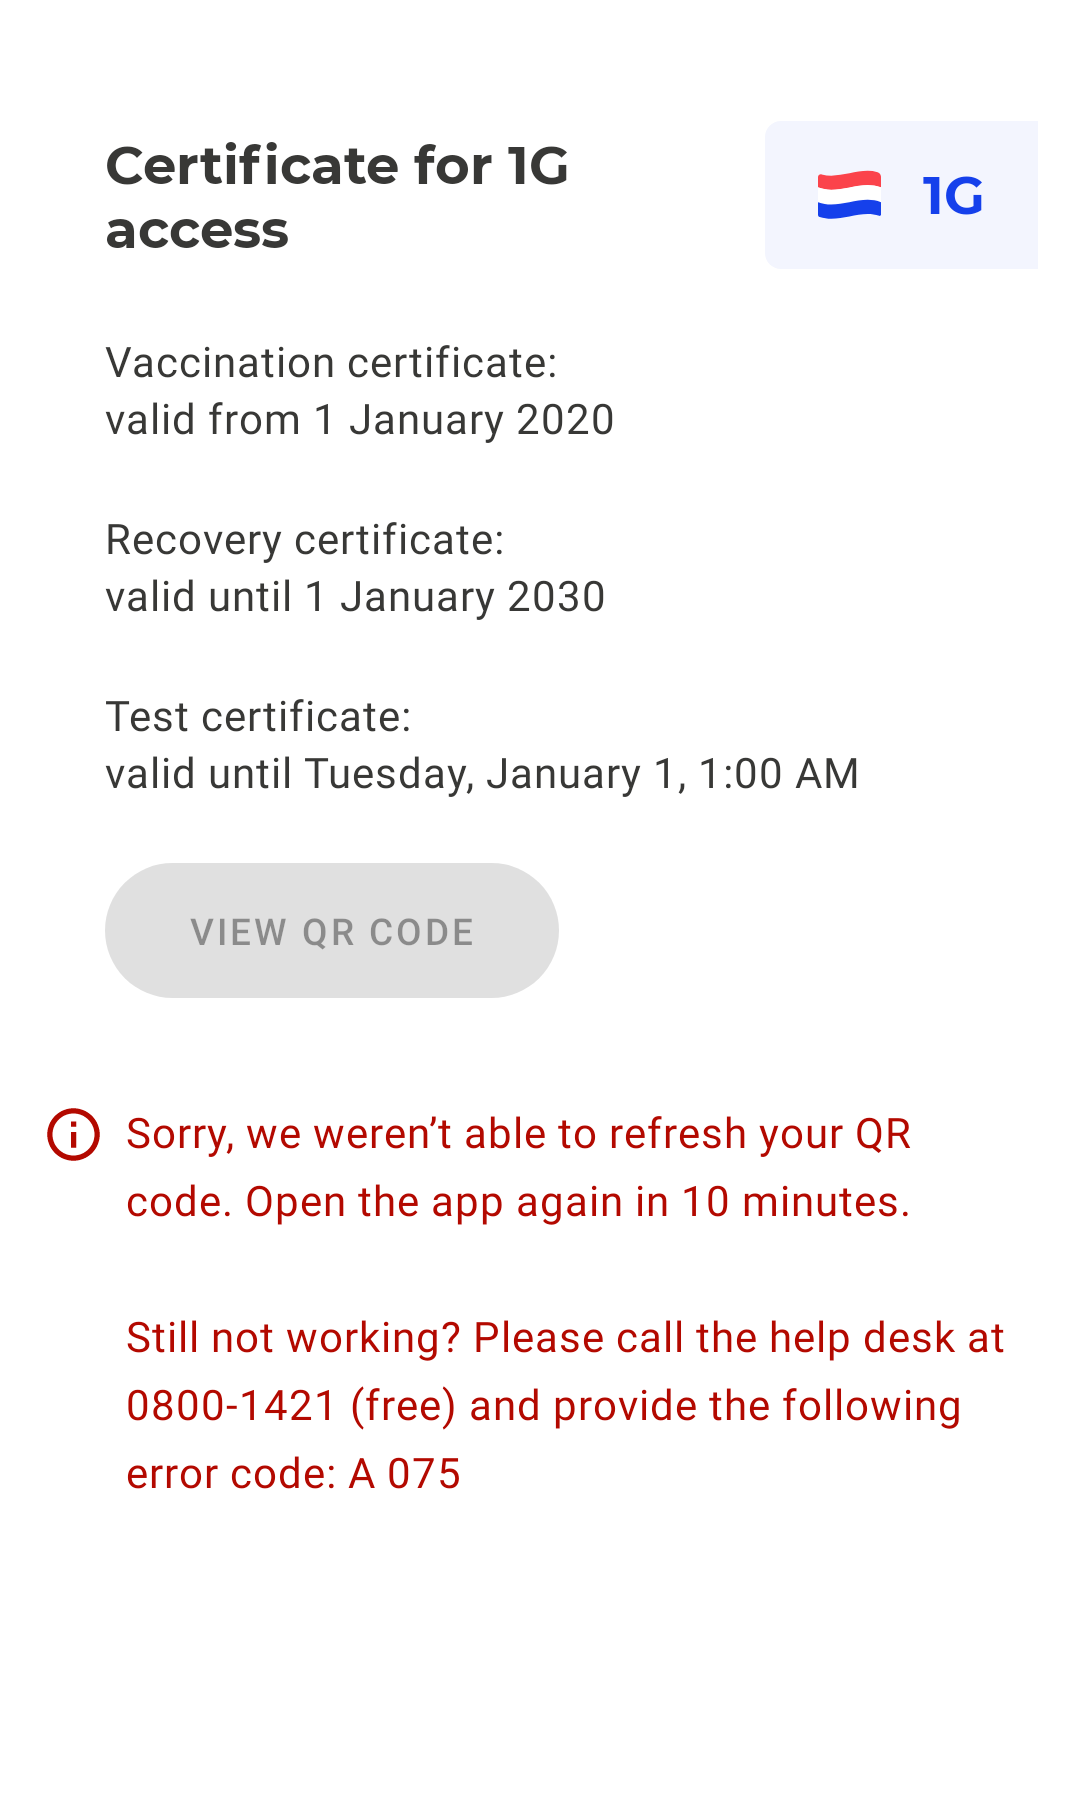 Certificate for 1G
access
1G
Vaccination certificate:
valid from 1 January 2020
Recovery certificate:
valid until 1 January 2030
Test certificate:
valid until Tuesday, January 1, 1:00 AM
VIEW QR CODE
Sorry, we weren’t able to refresh your QR
code. Open the app again in 10 minutes.
Still not working? Please call the help desk at
0800-1421 (free) and provide the following
error code: A 075